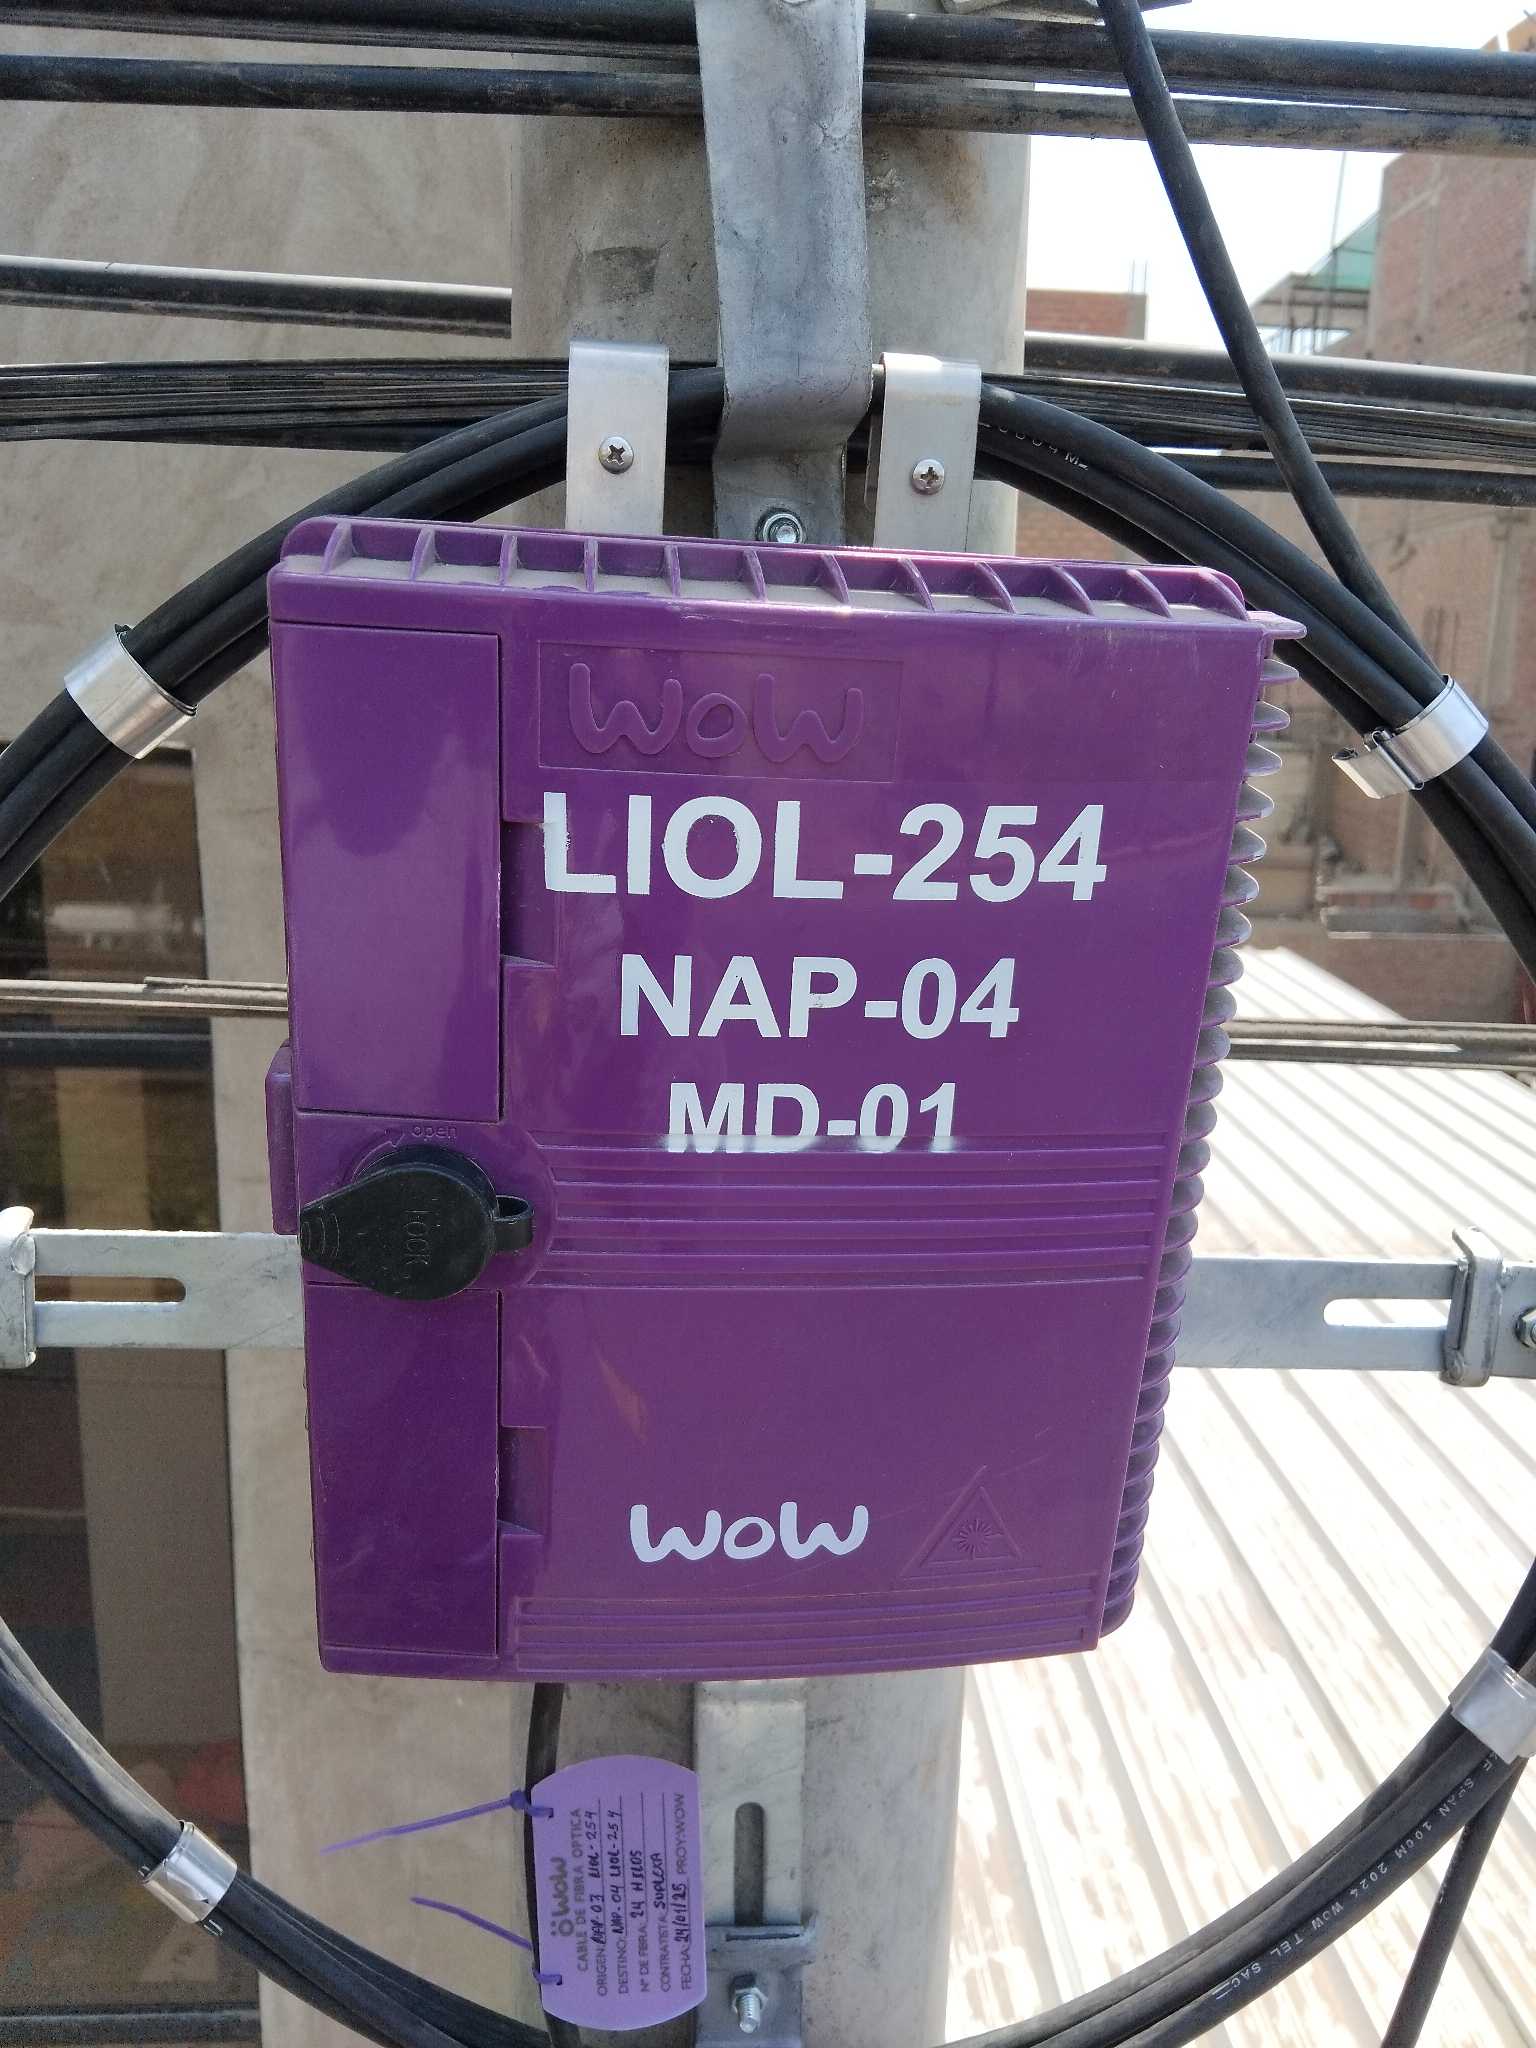 WOW
LIOL-254
NAP-04
MD-01
open
LOCK
WOW
WOW
CABLE DE FIBRA OPTICA
ORIGEN: NAP-03 LIOL-254
DESTINO: NAP-04 LIOL-254
N° DE FIBRA: 24 HILOS
CONTRATISTA:
FECHA: 24/01/25 PROY: WOW
SPAN 100M 2024 WOW-TEL SAC